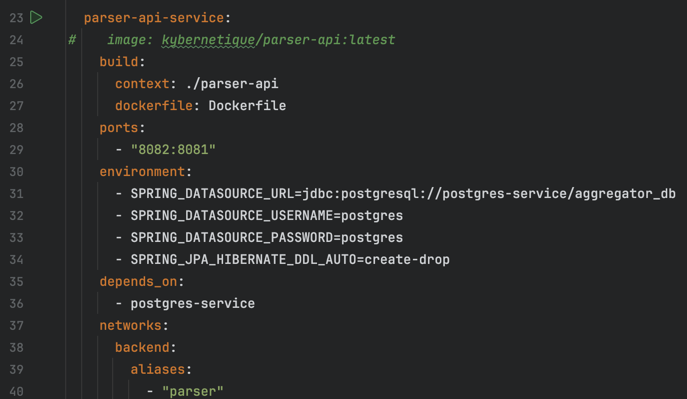 23 parser-api-service:
24 #    image: kybernetique/parser-api:latest
25 build:
26 context: ./parser-api
27 dockerfile: Dockerfile
28 ports:
29 - "8082:8081"
30 environment:
31 - SPRING_DATASOURCE_URL=jdbc:postgresql://postgres-service/aggregator_db
32 - SPRING_DATASOURCE_USERNAME=postgres
33 - SPRING_DATASOURCE_PASSWORD=postgres
34 - SPRING_JPA_HIBERNATE_DDL_AUTO=create-drop
35 depends_on:
36 - postgres-service
37 networks:
38 backend:
39 aliases:
40 - "parser"